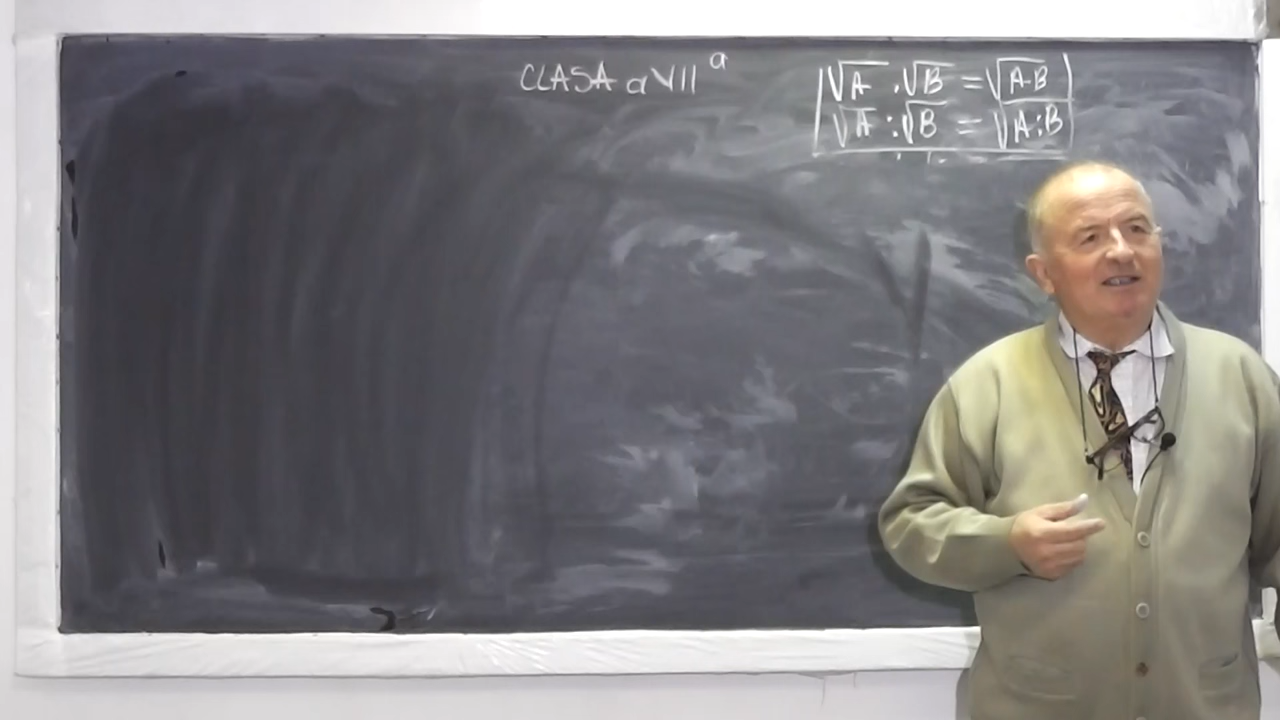 CLASA a VII a
√A · √B = √A·B
√A : √B = √A:B